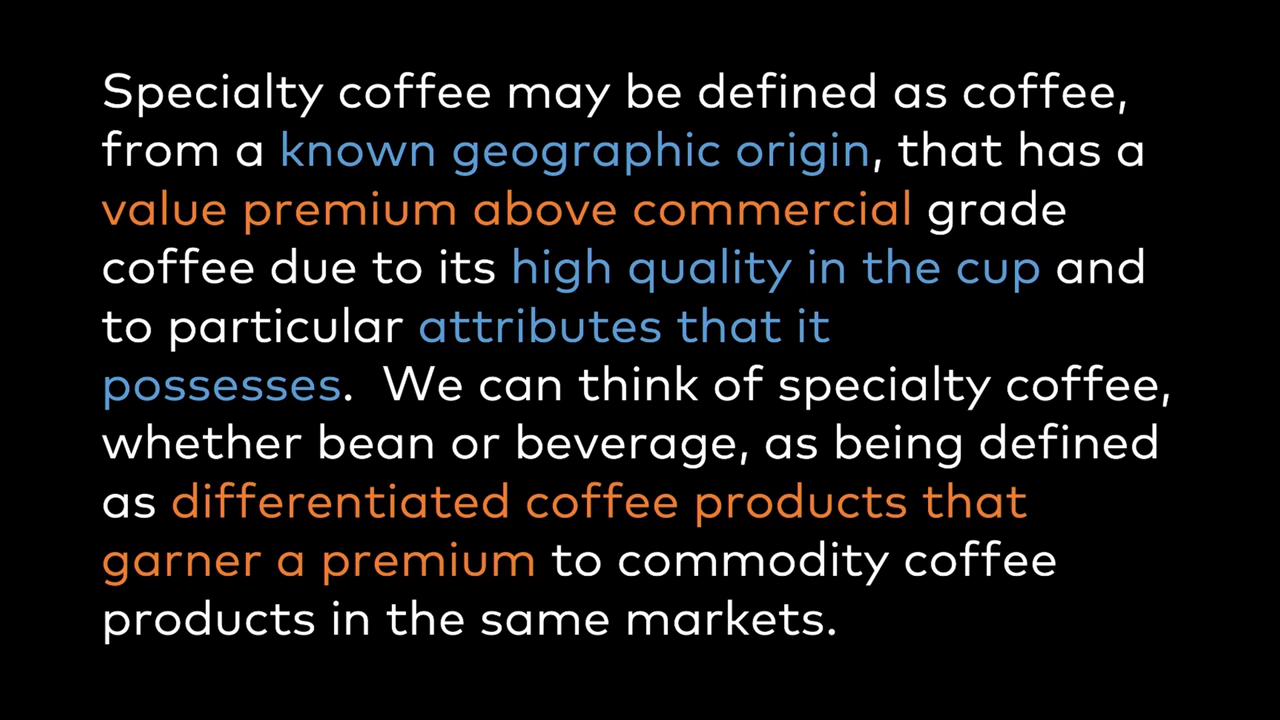 Specialty coffee may be defined as coffee,
from a known geographic origin, that has a
value premium above commercial grade
coffee due to its high quality in the cup and
to particular attributes that it
possesses.  We can think of specialty coffee,
whether bean or beverage, as being defined
as differentiated coffee products that
garner a premium to commodity coffee
products in the same markets.